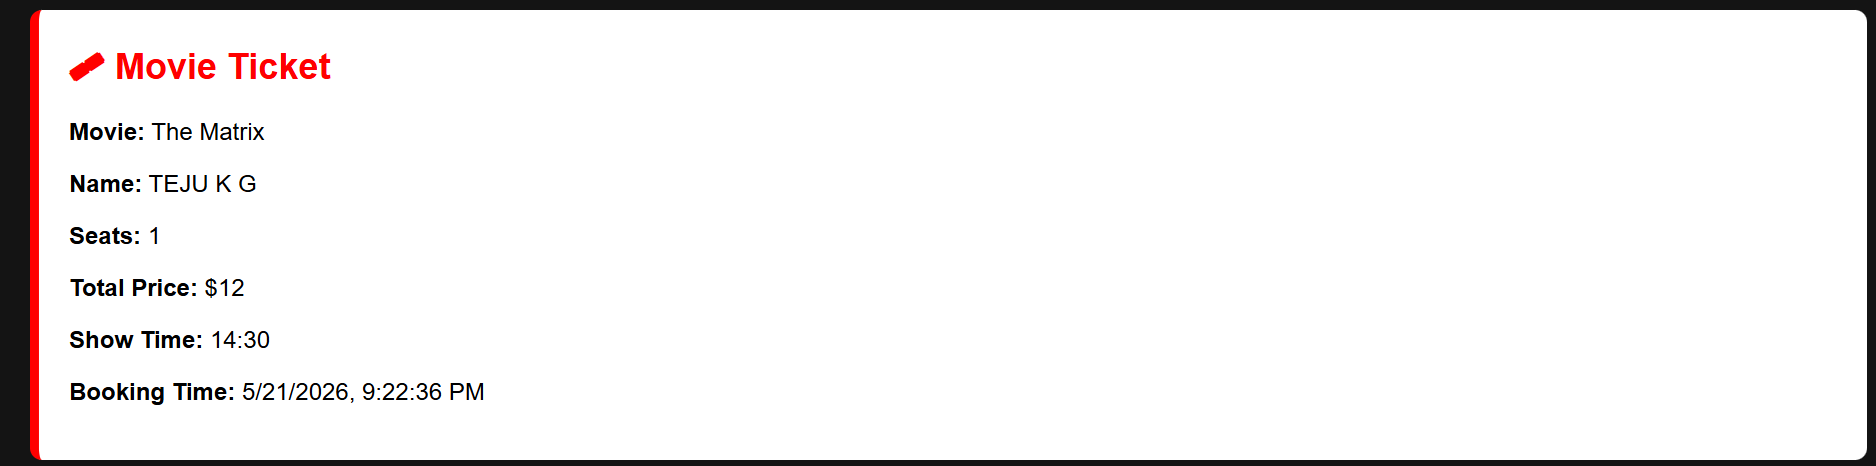 Movie Ticket
Movie: The Matrix
Name: TEJU K G
Seats: 1
Total Price: $12
Show Time: 14:30
Booking Time: 5/21/2026, 9:22:36 PM